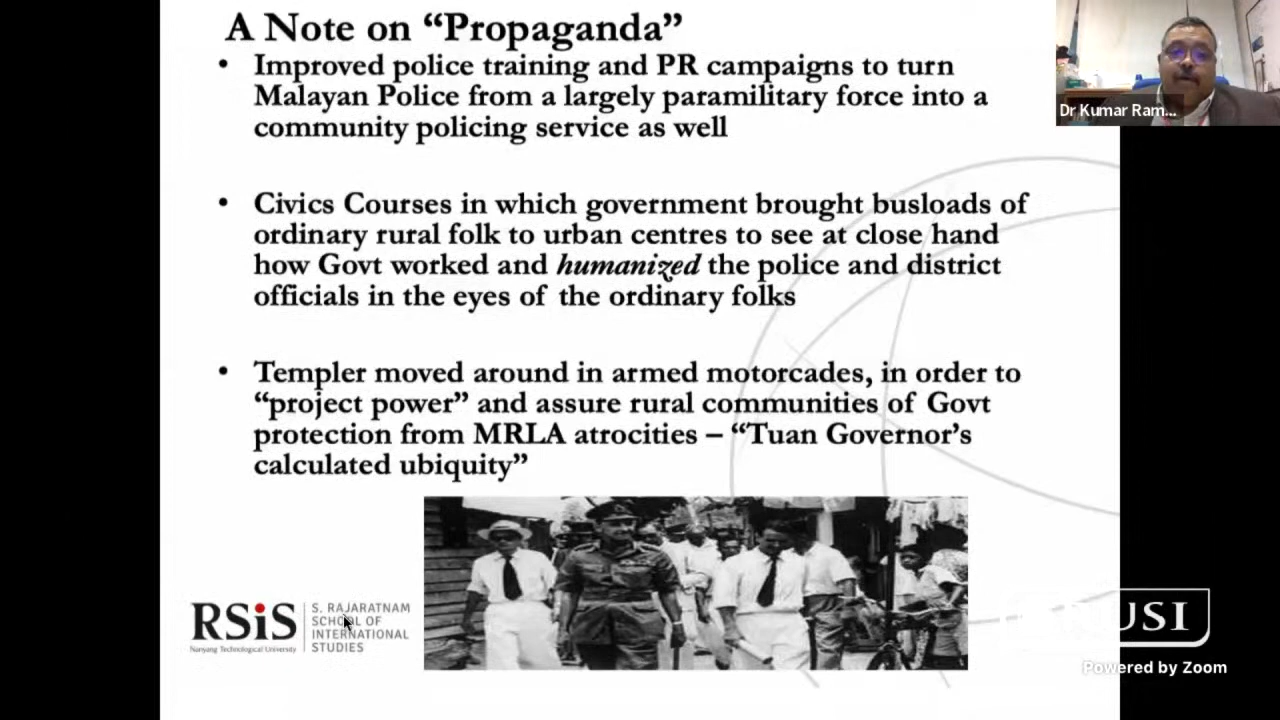 A Note on “Propaganda”
• Improved police training and PR campaigns to turn
Malayan Police from a largely paramilitary force into a
community policing service as well
• Civics Courses in which government brought busloads of
ordinary rural folk to urban centres to see at close hand
how Govt worked and humanized the police and district
officials in the eyes of the ordinary folks
• Templer moved around in armed motorcades, in order to
“project power” and assure rural communities of Govt
protection from MRLA atrocities – “Tuan Governor’s
calculated ubiquity”
Dr Kumar Ram...
RSiS
Nanyang Technological University
S. RAJARATNAM
SCHOOL OF
INTERNATIONAL
STUDIES
USI
Powered by Zoom